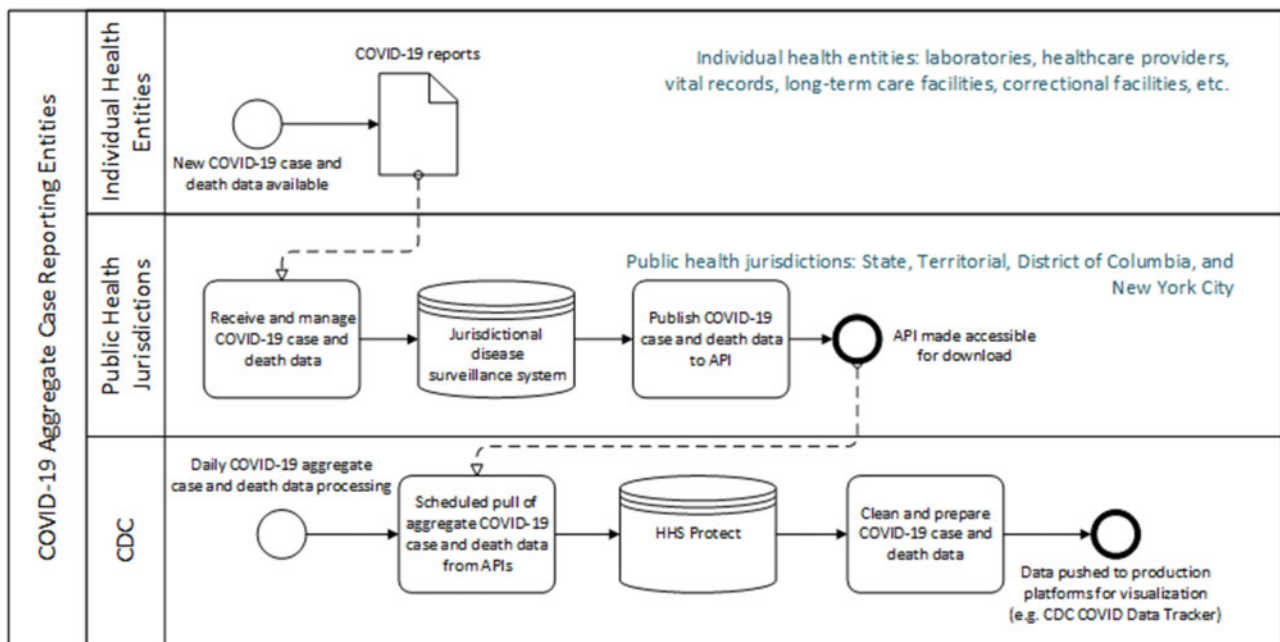 COVID-19 Aggregate Case Reporting Entities
Individual Health
Entities
COVID-19 reports
Individual health entities: laboratories, healthcare providers,
vital records, long-term care facilities, correctional facilities, etc.
New COVID-19 case and
death data available
Public Health
Jurisdictions
Public health jurisdictions: State, Territorial, District of Columbia, and
New York City
Receive and manage
COVID-19 case and
death data
Jurisdictional
disease
surveillance system
Publish COVID-19
case and death data
to API
API made accessible
for download
CDC
Daily COVID-19 aggregate
case and death data processing
Scheduled pull of
aggregate COVID-19
case and death data
from APIs
HHS Protect
Clean and prepare
COVID-19 case and
death data
Data pushed to production
platforms for visualization
(e.g. CDC COVID Data Tracker)